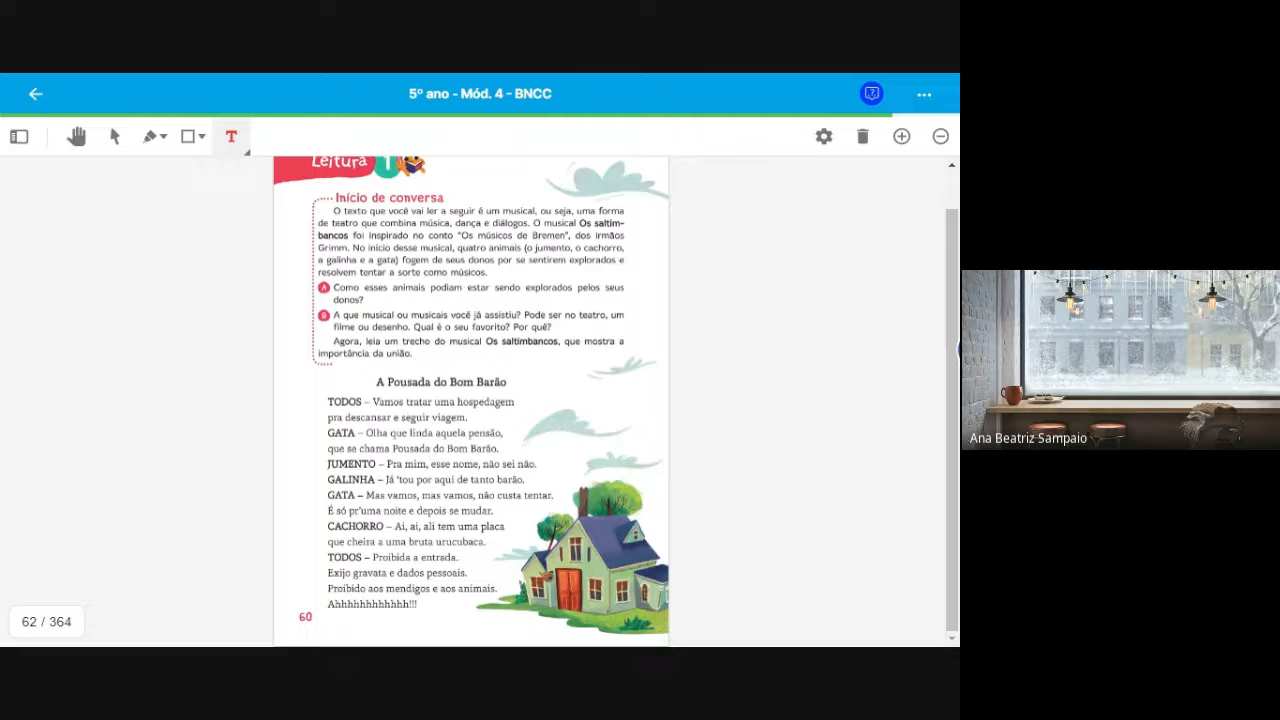 5º ano - Mód. 4 - BNCC
T
Leitura 1
Início de conversa
O texto que você vai ler a seguir é um musical, ou seja, uma forma
de teatro que combina música, dança e diálogos. O musical Os saltim-
bancos foi inspirado no conto "Os músicos de Bremen", dos irmãos
Grimm. No início desse musical, quatro animais (o jumento, o cachorro,
a galinha e a gata) fogem de seus donos por se sentirem explorados e
resolvem tentar a sorte como músicos.
A Como esses animais podiam estar sendo explorados pelos seus
donos?
B A que musical ou musicais você já assistiu? Pode ser no teatro, um
filme ou desenho. Qual é o seu favorito? Por quê?
Agora, leia um trecho do musical Os saltimbancos, que mostra a
importância da união.
A Pousada do Bom Barão
TODOS – Vamos tratar uma hospedagem
pra descansar e seguir viagem.
GATA – Olha que linda aquela pensão,
que se chama Pousada do Bom Barão.
JUMENTO – Pra mim, esse nome, não sei não.
GALINHA – Já 'tou por aqui de tanto barão.
GATA – Mas vamos, mas vamos, não custa tentar.
É só pr'uma noite e depois se mudar.
CACHORRO – Ai, ai, ali tem uma placa
que cheira a uma bruta urucubaca.
TODOS – Proibida a entrada.
Exijo gravata e dados pessoais.
Proibido aos mendigos e aos animais.
Ahhhhhhhhhhhh!!!
60
62 / 364
Ana Beatriz Sampaio